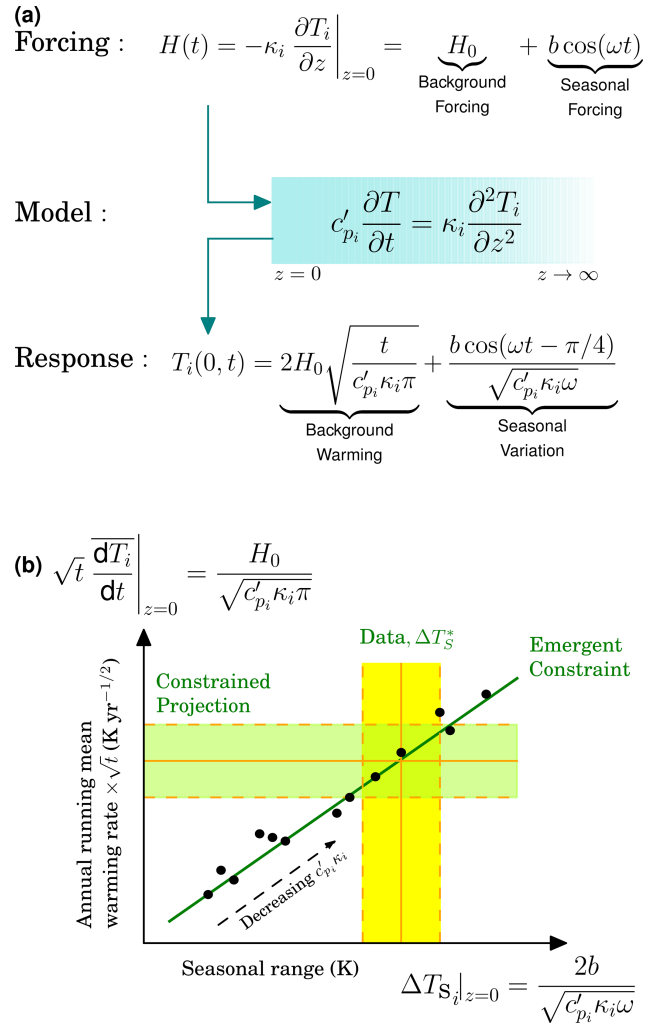 (a)
Forcing : H(t) = −κᵢ ∂Tᵢ/∂z |z=0 = H₀ + b cos(ωt)
Background Seasonal
Forcing Forcing
Model : c′pᵢ ∂T/∂t = κᵢ ∂²Tᵢ/∂z²
z = 0 z → ∞
Response : Tᵢ(0, t) = 2H₀ √(t/(c′pᵢ κᵢ π)) + b cos(ωt − π/4)/√(c′pᵢ κᵢ ω)
Background Seasonal
Warming Variation
(b) √t dTᵢ/dt‾ |z=0 = H₀/√(c′pᵢ κᵢ π)
Data, ΔT*S
Emergent
Constraint
Constrained
Projection
Annual running mean
warming rate ×√t (K yr⁻¹ᐟ²)
Decreasing c′pᵢ κᵢ
Seasonal range (K)
ΔTSᵢ|z=0 = 2b/√(c′pᵢ κᵢ ω)